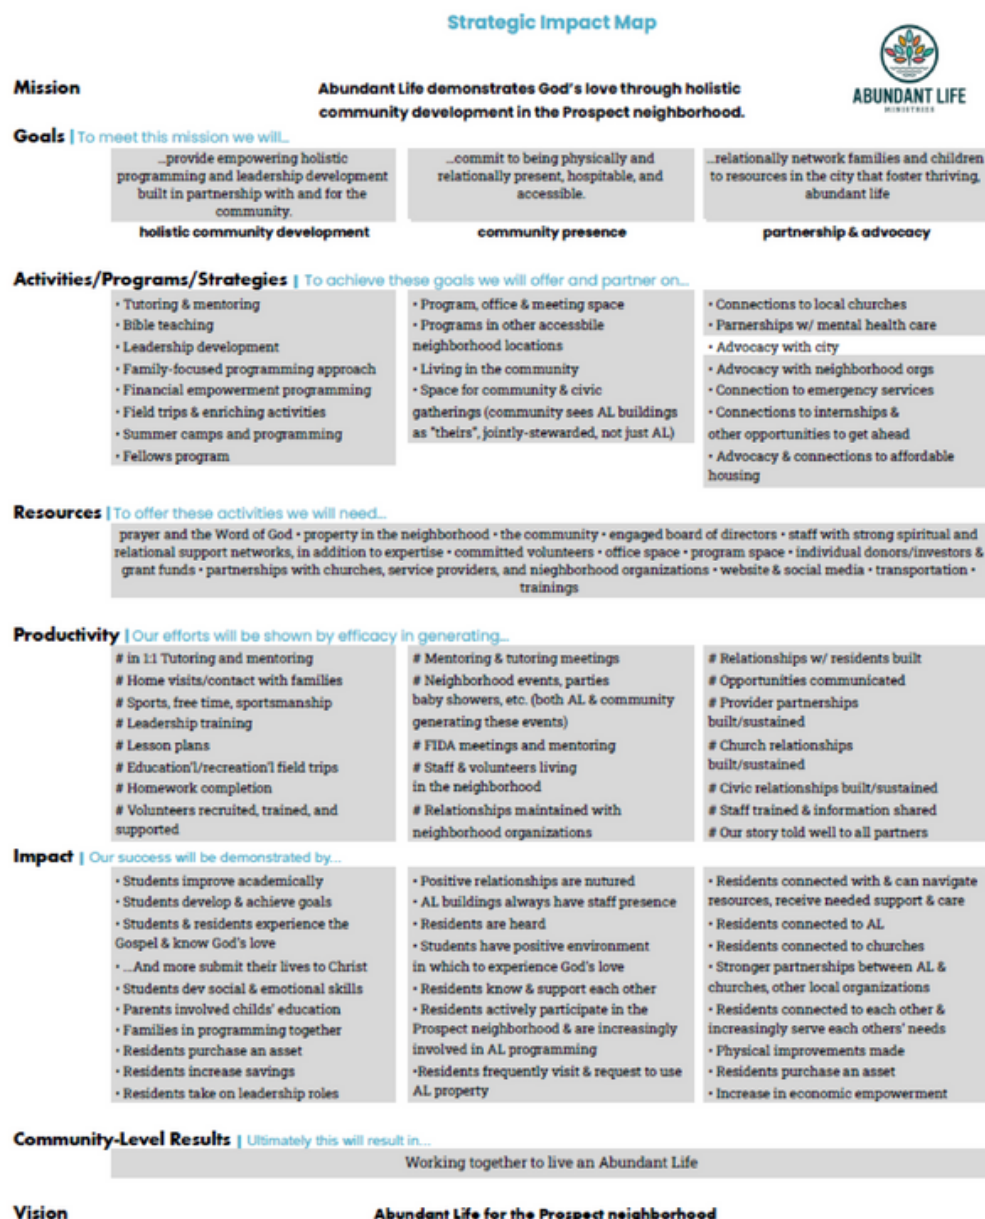 Strategic Impact Map
ABUNDANT LIFE
MINISTRIES
Mission
Abundant Life demonstrates God's love through holistic
community development in the Prospect neighborhood.
Goals | To meet this mission we will...
...provide empowering holistic
programming and leadership development
built in partnership with and for the
community.
holistic community development
...commit to being physically and
relationally present, hospitable, and
accessible.
community presence
...relationally network families and children
to resources in the city that foster thriving,
abundant life
partnership & advocacy
Activities/Programs/Strategies | To achieve these goals we will offer and partner on...
• Tutoring & mentoring
• Bible teaching
• Leadership development
• Family-focused programming approach
• Financial empowerment programming
• Field trips & enriching activities
• Summer camps and programming
• Fellows program
• Program, office & meeting space
• Programs in other accessbile
neighborhood locations
• Living in the community
• Space for community & civic
gatherings (community sees AL buildings
as "theirs", jointly-stewarded, not just AL)
• Connections to local churches
• Parnerships w/ mental health care
• Advocacy with city
• Advocacy with neighborhood orgs
• Connection to emergency services
• Connections to internships &
other opportunities to get ahead
• Advocacy & connections to affordable
housing
Resources | To offer these activities we will need...
prayer and the Word of God • property in the neighborhood • the community • engaged board of directors • staff with strong spiritual and
relational support networks, in addition to expertise • committed volunteers • office space • program space • individual donors/investors &
grant funds • partnerships with churches, service providers, and nieghborhood organizations • website & social media • transportation •
trainings
Productivity | Our efforts will be shown by efficacy in generating...
# in 1:1 Tutoring and mentoring
# Home visits/contact with families
# Sports, free time, sportsmanship
# Leadership training
# Lesson plans
# Education'l/recreation'l field trips
# Homework completion
# Volunteers recruited, trained, and
supported
# Mentoring & tutoring meetings
# Neighborhood events, parties
baby showers, etc. (both AL & community
generating these events)
# FIDA meetings and mentoring
# Staff & volunteers living
in the neighborhood
# Relationships maintained with
neighborhood organizations
# Relationships w/ residents built
# Opportunities communicated
# Provider partnerships
built/sustained
# Church relationships
built/sustained
# Civic relationships built/sustained
# Staff trained & information shared
# Our story told well to all partners
Impact | Our success will be demonstrated by...
• Students improve academically
• Students develop & achieve goals
• Students & residents experience the
Gospel & know God's love
• ...And more submit their lives to Christ
• Students dev social & emotional skills
• Parents involved childs' education
• Families in programming together
• Residents purchase an asset
• Residents increase savings
• Residents take on leadership roles
• Positive relationships are nutured
• AL buildings always have staff presence
• Residents are heard
• Students have positive environment
in which to experience God's love
• Residents know & support each other
• Residents actively participate in the
Prospect neighborhood & are increasingly
involved in AL programming
•Residents frequently visit & request to use
AL property
• Residents connected with & can navigate
resources, receive needed support & care
• Residents connected to AL
• Residents connected to churches
• Stronger partnerships between AL &
churches, other local organizations
• Residents connected to each other &
increasingly serve each others' needs
• Physical improvements made
• Residents purchase an asset
• Increase in economic empowerment
Community-Level Results | Ultimately this will result in...
Working together to live an Abundant Life
Vision
Abundant Life for the Prospect neighborhood